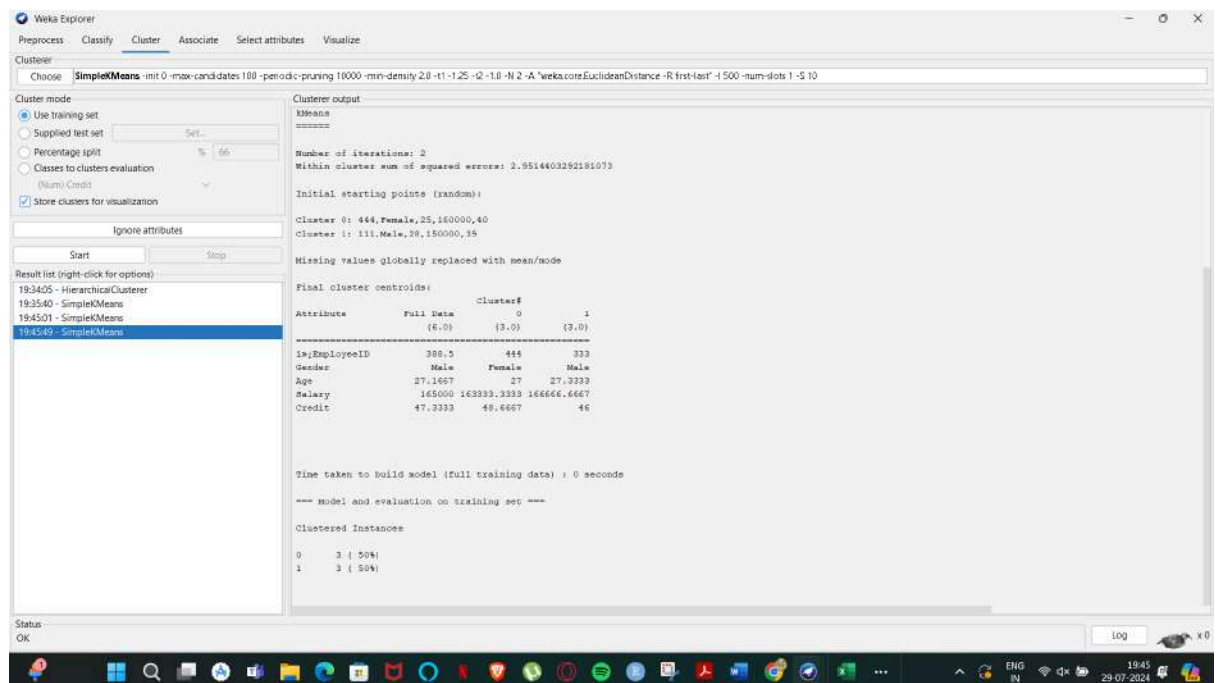 Weka Explorer
Preprocess Classify Cluster Associate Select attributes Visualize
Clusterer
Choose SimpleKMeans -init 0 -max-candidates 100 -periodic-pruning 10000 -min-density 2.0 -t1 -1.25 -t2 -1.0 -N 2 -A "weka.core.EuclideanDistance -R first-last" -I 500 -num-slots 1 -S 10
Cluster mode
Use training set
Supplied test set Set...
Percentage split % 66
Classes to clusters evaluation
(Num) Credit
Store clusters for visualization
Ignore attributes
Start Stop
Result list (right-click for options)
19:34:05 - HierarchicalClusterer
19:35:40 - SimpleKMeans
19:45:01 - SimpleKMeans
19:45:49 - SimpleKMeans
Clusterer output
kMeans
======
Number of iterations: 2
Within cluster sum of squared errors: 2.9514403292181073
Initial starting points (random):
Cluster 0: 444,Female,25,160000,40
Cluster 1: 111,Male,28,150000,35
Missing values globally replaced with mean/mode
Final cluster centroids:
Cluster#
Attribute Full Data 0 1
(6.0) (3.0) (3.0)
ï»¿EmployeeID 388.5 444 333
Gender Male Female Male
Age 27.1667 27 27.3333
Salary 165000 163333.3333 166666.6667
Credit 47.3333 48.6667 46
Time taken to build model (full training data) : 0 seconds
=== Model and evaluation on training set ===
Clustered Instances
0 3 ( 50%)
1 3 ( 50%)
Status
OK
Log x 0
ENG
IN
19:45
29-07-2024